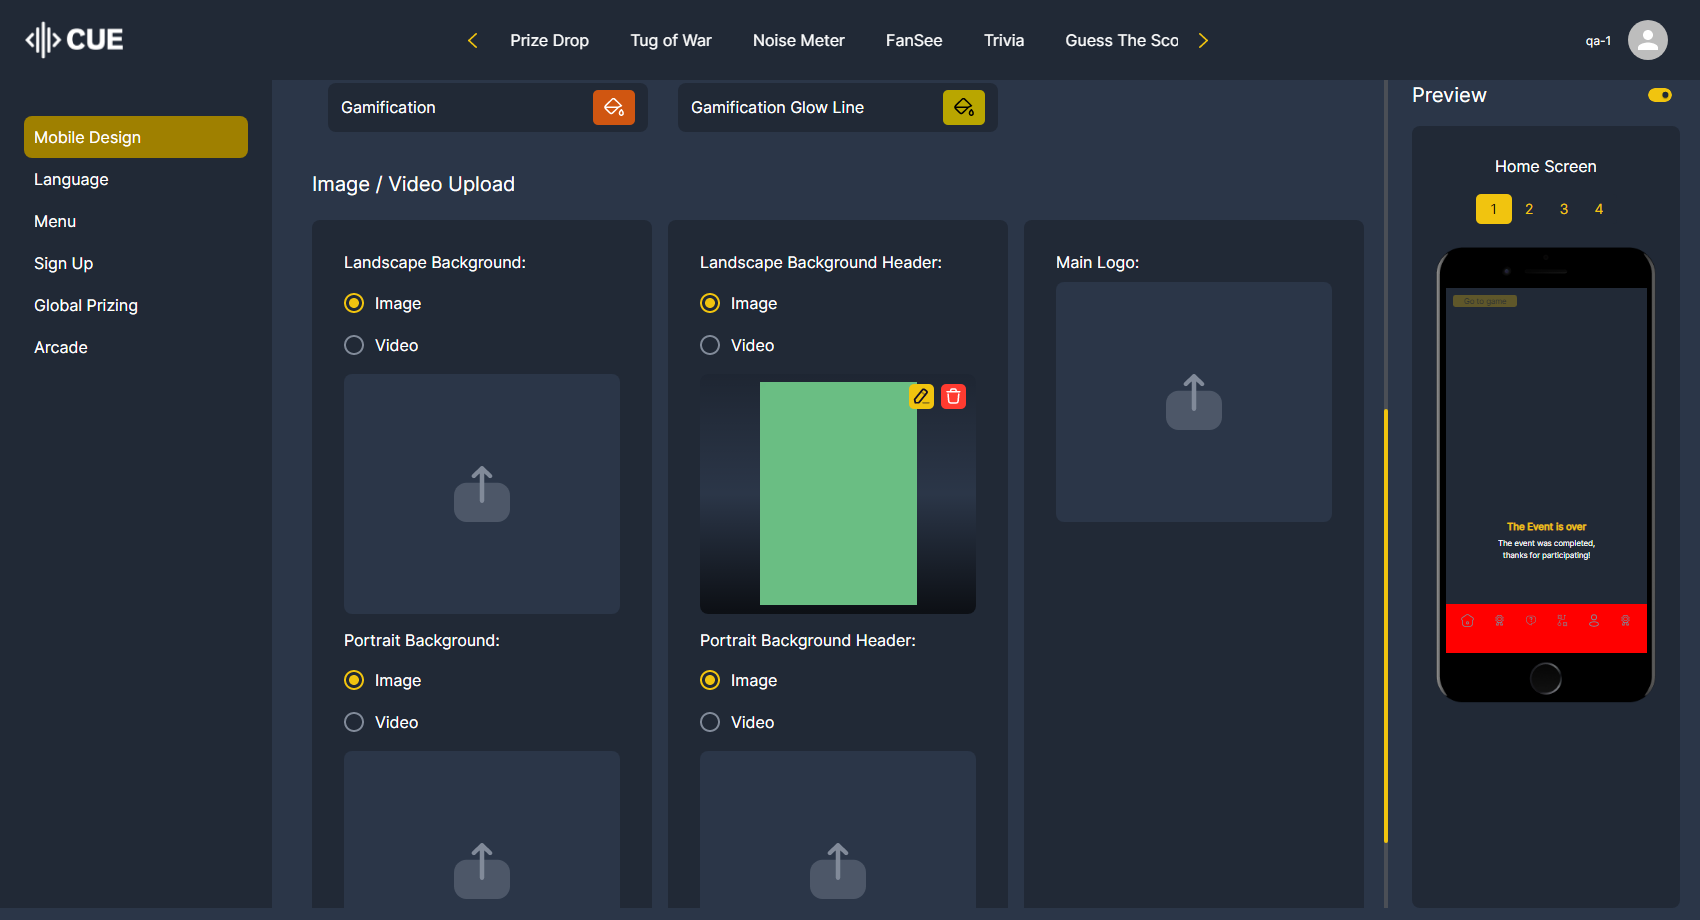 CUE
Prize Drop
Tug of War
Noise Meter
FanSee
Trivia
Guess The Sco
qa-1
Mobile Design
Language
Menu
Sign Up
Global Prizing
Arcade
Gamification
Gamification Glow Line
Image / Video Upload
Landscape Background:
Image
Video
Portrait Background:
Image
Video
Landscape Background Header:
Image
Video
Portrait Background Header:
Image
Video
Main Logo:
Preview
Home Screen
1 2 3 4
Go to game
The Event is over
The event was completed,
thanks for participating!